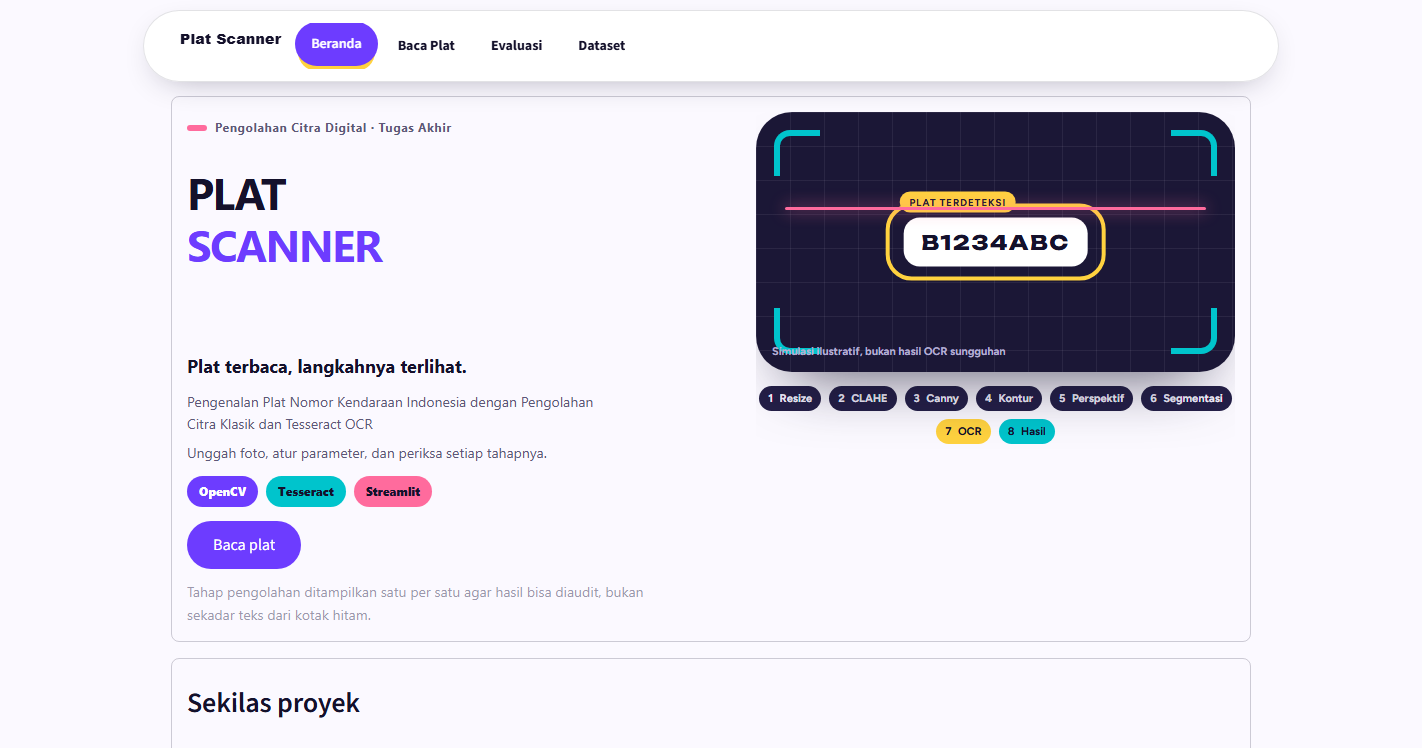 Plat Scanner
Beranda
Baca Plat
Evaluasi
Dataset
Pengolahan Citra Digital · Tugas Akhir
PLAT
SCANNER
Plat terbaca, langkahnya terlihat.
Pengenalan Plat Nomor Kendaraan Indonesia dengan Pengolahan
Citra Klasik dan Tesseract OCR
Unggah foto, atur parameter, dan periksa setiap tahapnya.
OpenCV
Tesseract
Streamlit
Baca plat
Tahap pengolahan ditampilkan satu per satu agar hasil bisa diaudit, bukan
sekadar teks dari kotak hitam.
PLAT TERDETEKSI
B1234ABC
Simulasi ilustratif, bukan hasil OCR sungguhan
1 Resize
2 CLAHE
3 Canny
4 Kontur
5 Perspektif
6 Segmentasi
7 OCR
8 Hasil
Sekilas proyek